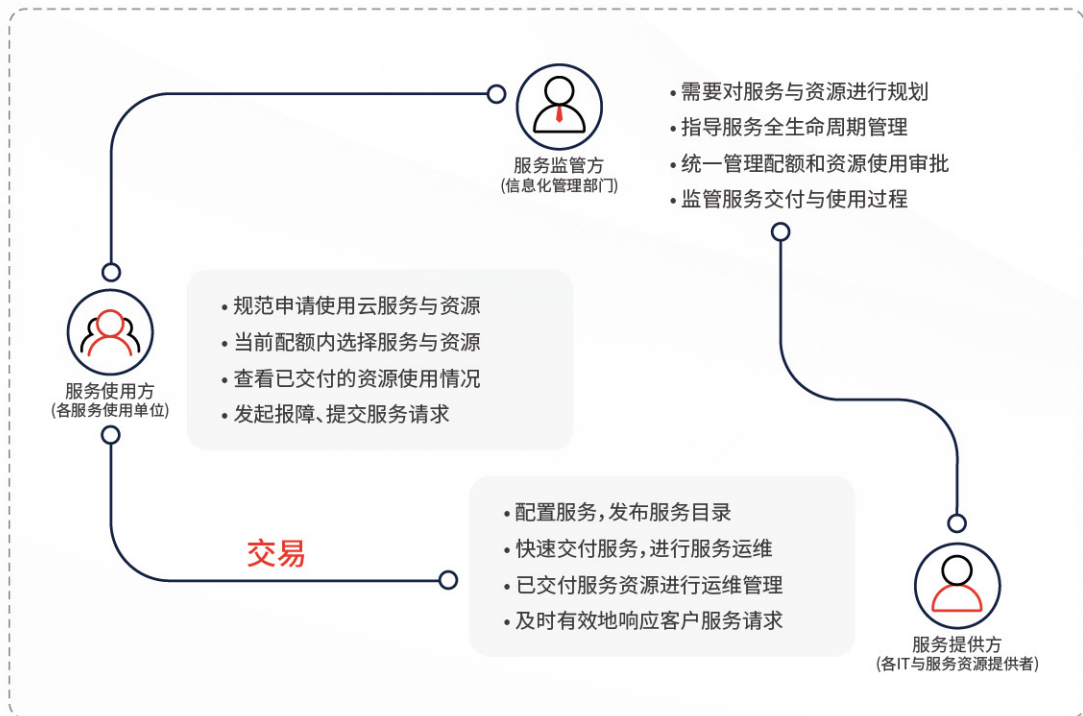 服务监管方
(信息化管理部门)
• 需要对服务与资源进行规划
• 指导服务全生命周期管理
• 统一管理配额和资源使用审批
• 监管服务交付与使用过程
服务使用方
(各服务使用单位)
• 规范申请使用云服务与资源
• 当前配额内选择服务与资源
• 查看已交付的资源使用情况
• 发起报障、提交服务请求
交易
• 配置服务，发布服务目录
• 快速交付服务，进行服务运维
• 已交付服务资源进行运维管理
• 及时有效地响应客户服务请求
服务提供方
(各IT与服务资源提供者)